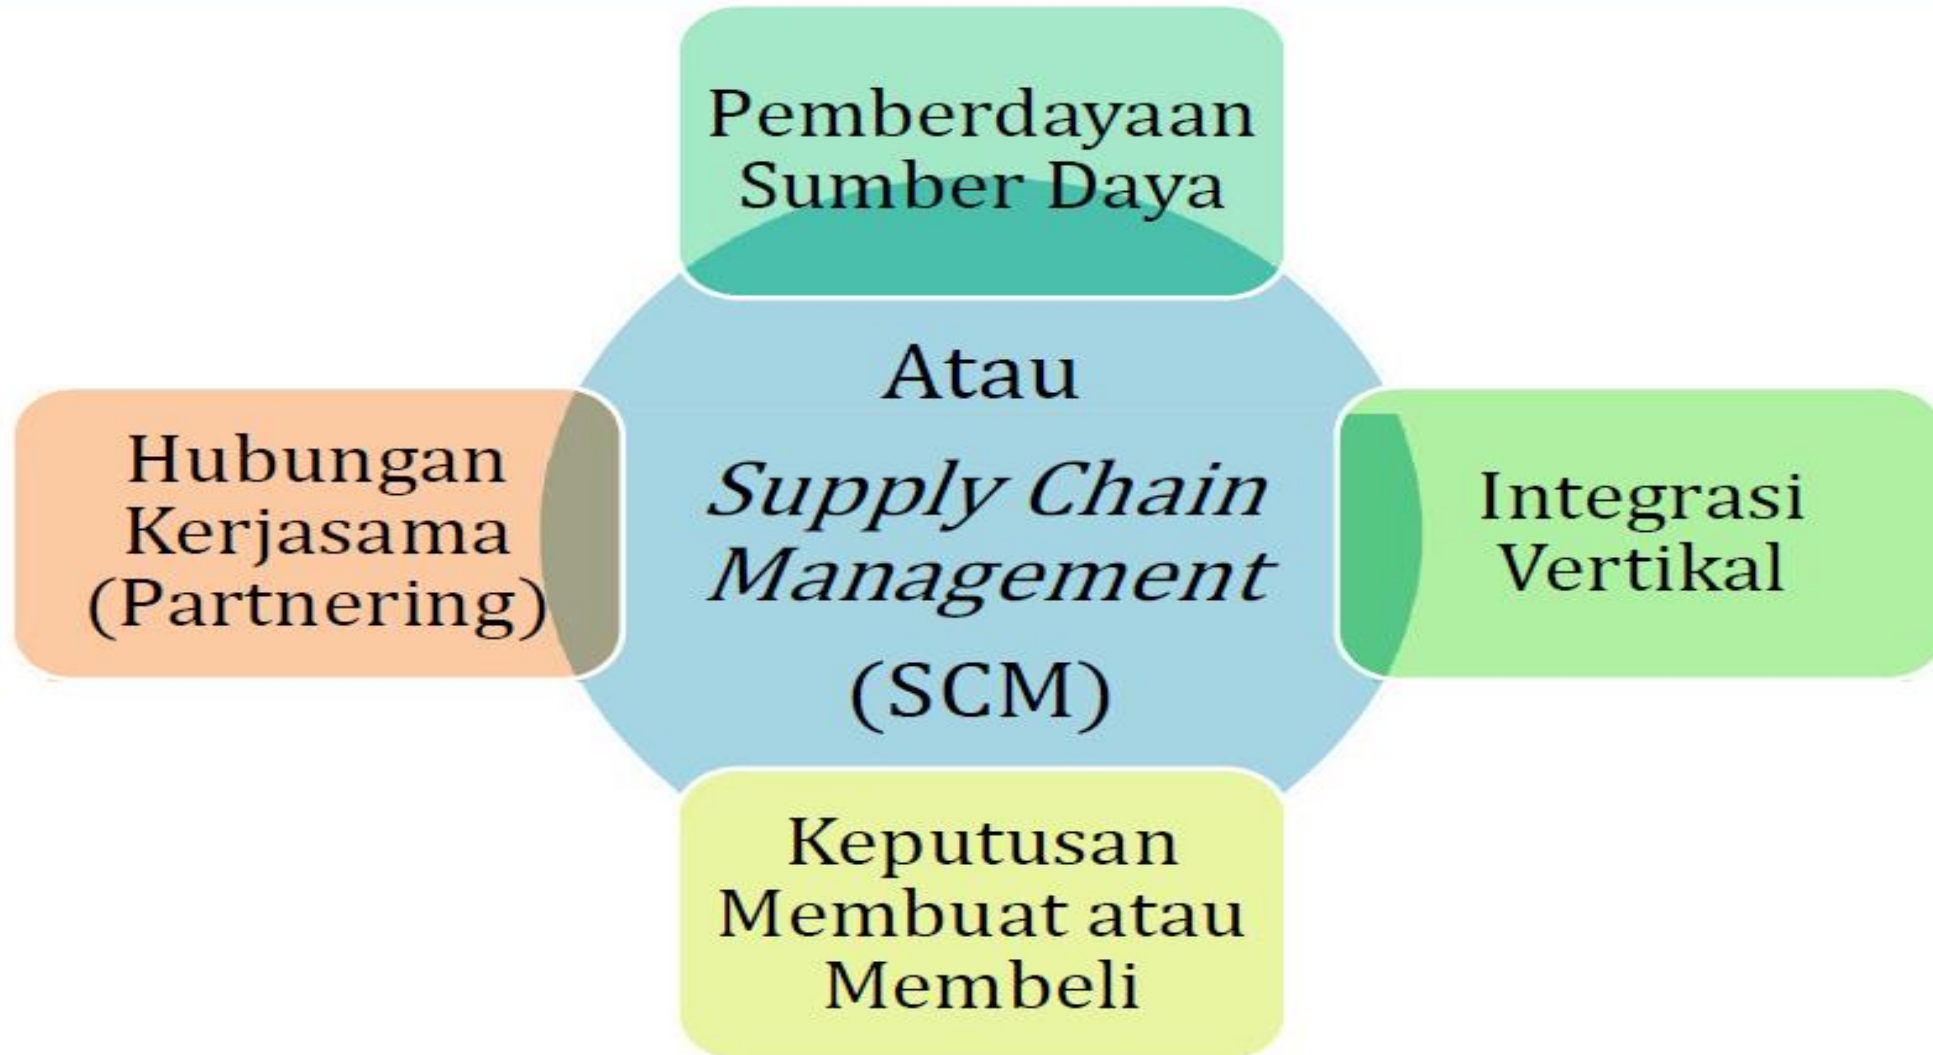 Pemberdayaan
Sumber Daya
Atau
Supply Chain
Management
(SCM)
Hubungan
Kerjasama
(Partnering)
Integrasi
Vertikal
Keputusan
Membuat atau
Membeli